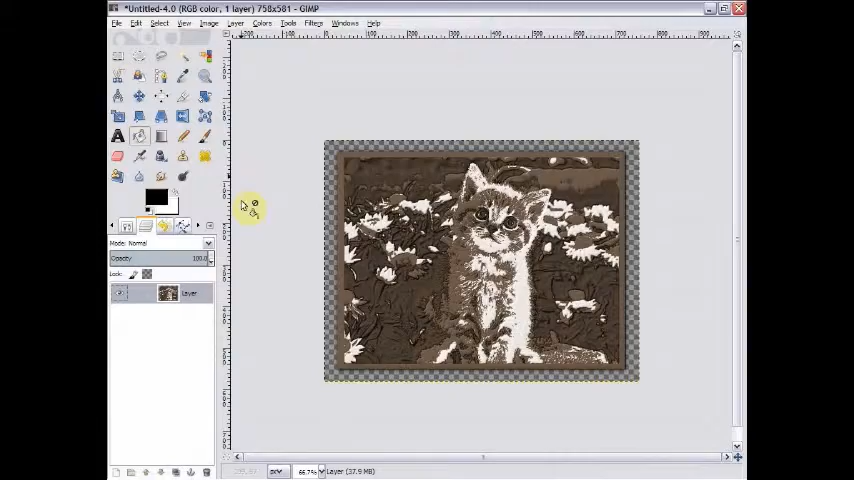 *Untitled-4.0 (RGB color, 1 layer) 758x581 - GIMP
File Edit Select View Image Layer Colors Tools Filters Windows Help
Mode: Normal
Opacity 100.0
Lock:
Layer
66.7% Layer (37.9 MB)